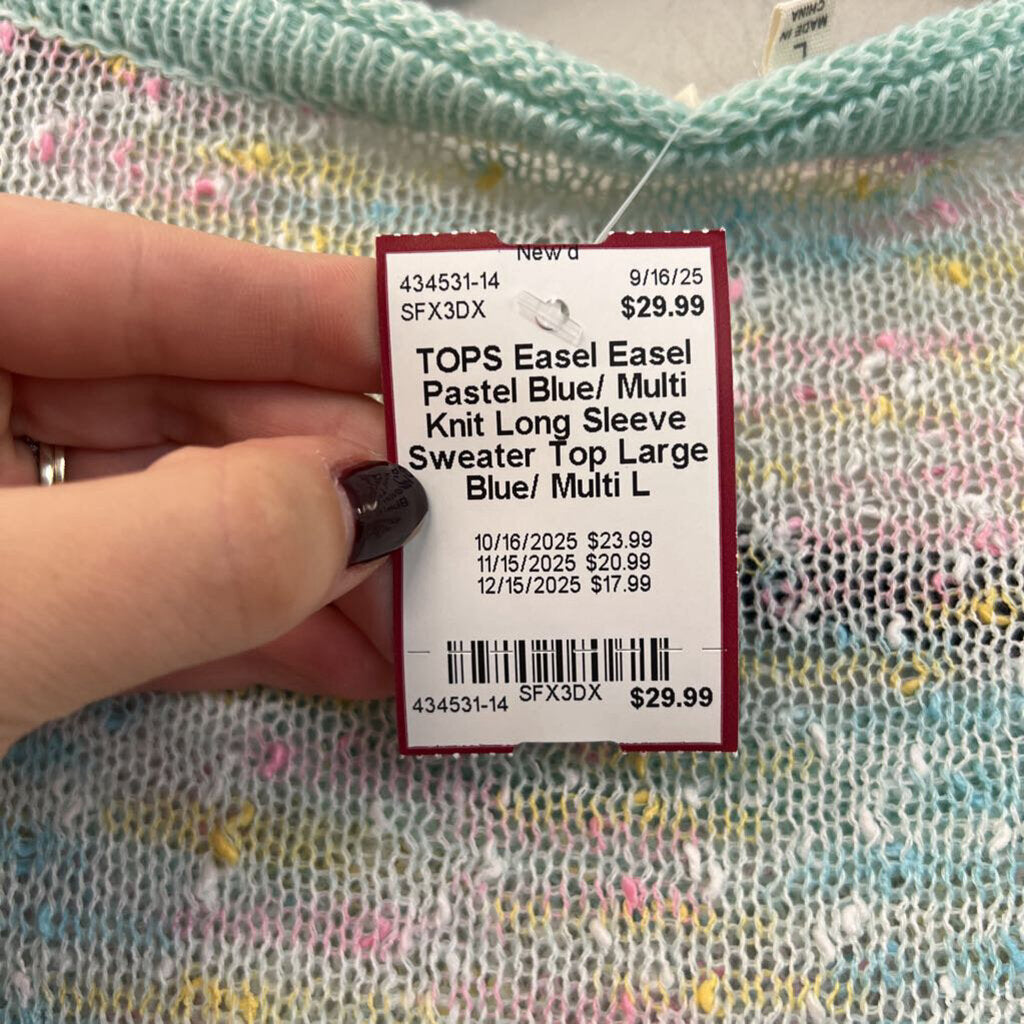 MADE IN
CHINA
L
New'd
434531-14 9/16/25
SFX3DX $29.99
TOPS Easel Easel
Pastel Blue/ Multi
Knit Long Sleeve
Sweater Top Large
Blue/ Multi L
10/16/2025 $23.99
11/15/2025 $20.99
12/15/2025 $17.99
434531-14 SFX3DX $29.99